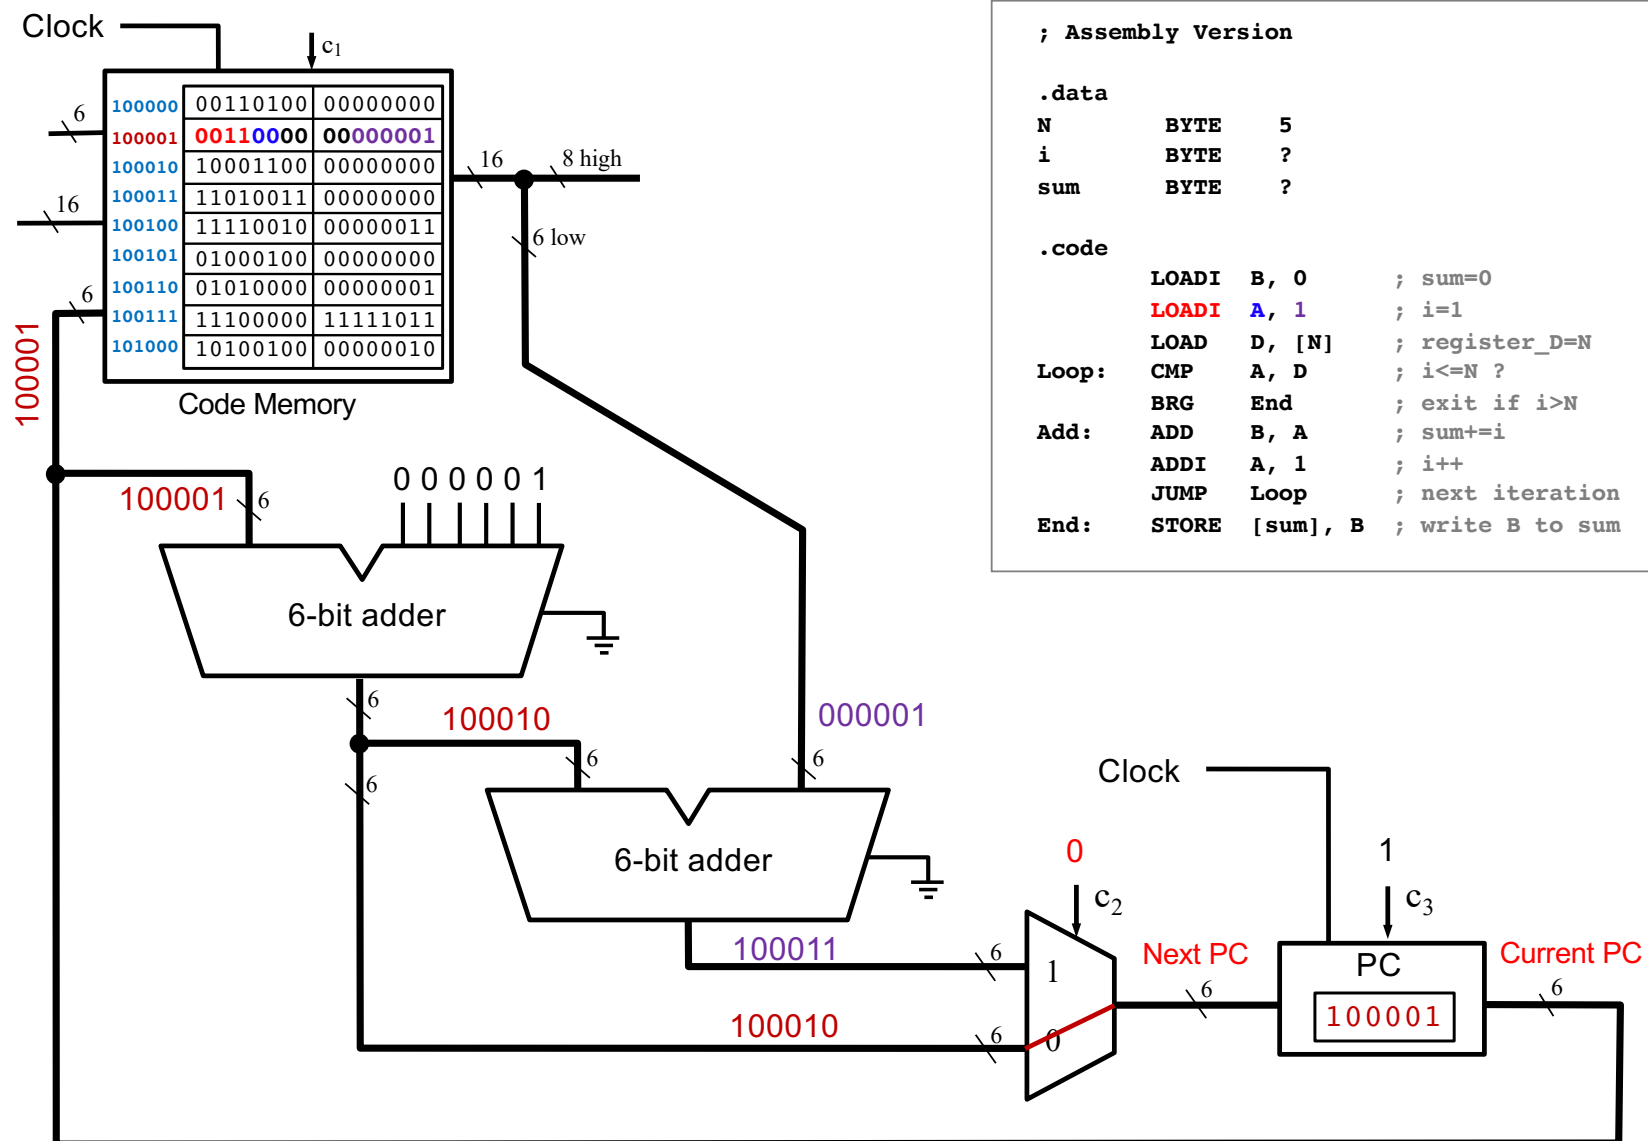 Clock
c1
6
100000 00110100 00000000
100001 00110000 00000001
100010 10001100 00000000
100011 11010011 00000000
100100 11110010 00000011
100101 01000100 00000000
100110 01010000 00000001
100111 11100000 11111011
101000 10100100 00000010
16
6
16
8 high
6 low
Code Memory
100001
100001
6
0 0 0 0 0 1
6-bit adder
6
100010
6
6
000001
6
6-bit adder
100011
6
100010
6
0
c2
1
0
Next PC
6
Clock
1
c3
PC
100001
Current PC
6
; Assembly Version
.data
N BYTE 5
i BYTE ?
sum BYTE ?
.code
LOADI B, 0 ; sum=0
LOADI A, 1 ; i=1
LOAD D, [N] ; register_D=N
Loop: CMP A, D ; i<=N ?
BRG End ; exit if i>N
Add: ADD B, A ; sum+=i
ADDI A, 1 ; i++
JUMP Loop ; next iteration
End: STORE [sum], B ; write B to sum